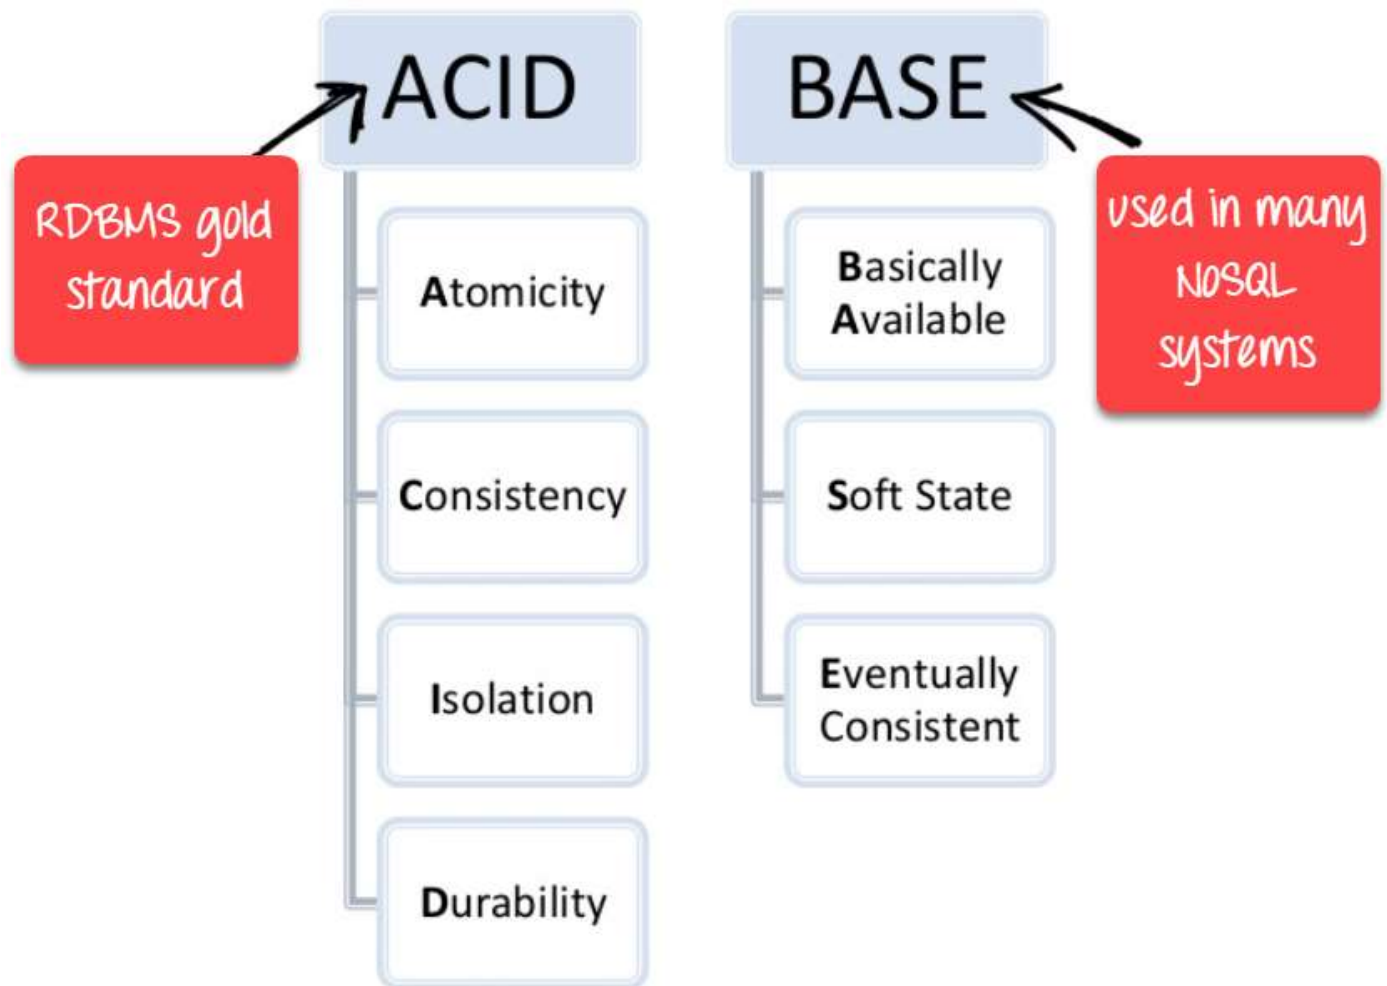 ACID
BASE
RDBMS gold
standard
used in many
NOSQL
systems
Atomicity
Consistency
Isolation
Durability
Basically
Available
Soft State
Eventually
Consistent